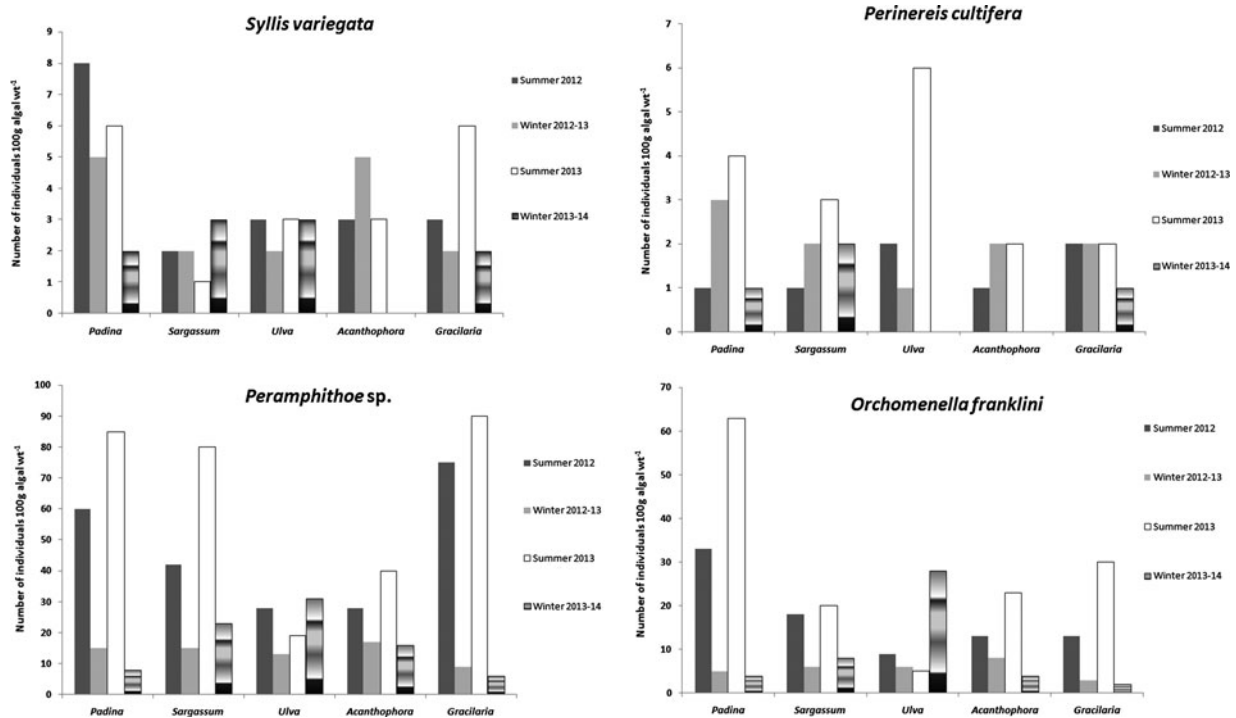 Syllis variegata
Number of individuals 100g algal wt⁻¹
9
8
7
6
5
4
3
2
1
0
Padina Sargassum Ulva Acanthophora Gracilaria
Summer 2012
Winter 2012-13
Summer 2013
Winter 2013-14
Perinereis cultifera
Number of individuals 100g algal wt⁻¹
7
6
5
4
3
2
1
0
Padina Sargassum Ulva Acanthophora Gracilaria
Summer 2012
Winter 2012-13
Summer 2013
Winter 2013-14
Peramphithoe sp.
Number of individuals 100g algal wt⁻¹
100
90
80
70
60
50
40
30
20
10
0
Padina Sargassum Ulva Acanthophora Gracilaria
Summer 2012
Winter 2012-13
Summer 2013
Winter 2013-14
Orchomenella franklini
Number of individuals 100g algal wt⁻¹
70
60
50
40
30
20
10
0
Padina Sargassum Ulva Acanthophora Gracilaria
Summer 2012
Winter 2012-13
Summer 2013
Winter 2013-14